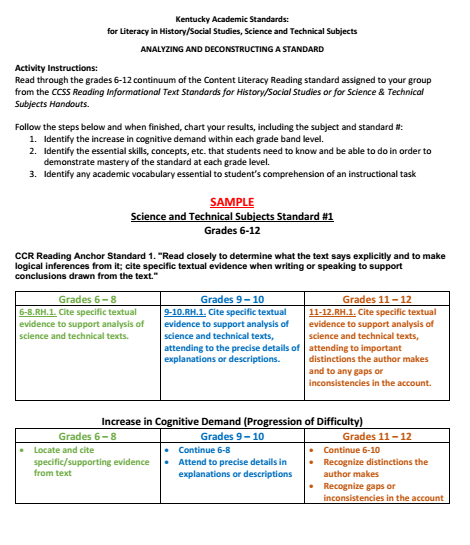 Kentucky Academic Standards:
for Literacy in History/Social Studies, Science and Technical Subjects
ANALYZING AND DECONSTRUCTING A STANDARD
Activity Instructions:
Read through the grades 6-12 continuum of the Content Literacy Reading standard assigned to your group
from the CCSS Reading Informational Text Standards for History/Social Studies or for Science & Technical
Subjects Handouts.
Follow the steps below and when finished, chart your results, including the subject and standard #:
1. Identify the increase in cognitive demand within each grade band level.
2. Identify the essential skills, concepts, etc. that students need to know and be able to do in order to
demonstrate mastery of the standard at each grade level.
3. Identify any academic vocabulary essential to student's comprehension of an instructional task
SAMPLE
Science and Technical Subjects Standard #1
Grades 6-12
CCR Reading Anchor Standard 1. "Read closely to determine what the text says explicitly and to make
logical inferences from it; cite specific textual evidence when writing or speaking to support
conclusions drawn from the text."
Grades 6 – 8
6-8.RH.1. Cite specific textual
evidence to support analysis of
science and technical texts.
Grades 9 – 10
9-10.RH.1. Cite specific textual
evidence to support analysis of
science and technical texts,
attending to the precise details of
explanations or descriptions.
Grades 11 – 12
11-12.RH.1. Cite specific textual
evidence to support analysis of
science and technical texts,
attending to important
distinctions the author makes
and to any gaps or
inconsistencies in the account.
Increase in Cognitive Demand (Progression of Difficulty)
Grades 6 – 8
• Locate and cite
specific/supporting evidence
from text
Grades 9 – 10
• Continue 6-8
• Attend to precise details in
explanations or descriptions
Grades 11 – 12
• Continue 6-10
• Recognize distinctions the
author makes
• Recognize gaps or
inconsistencies in the account